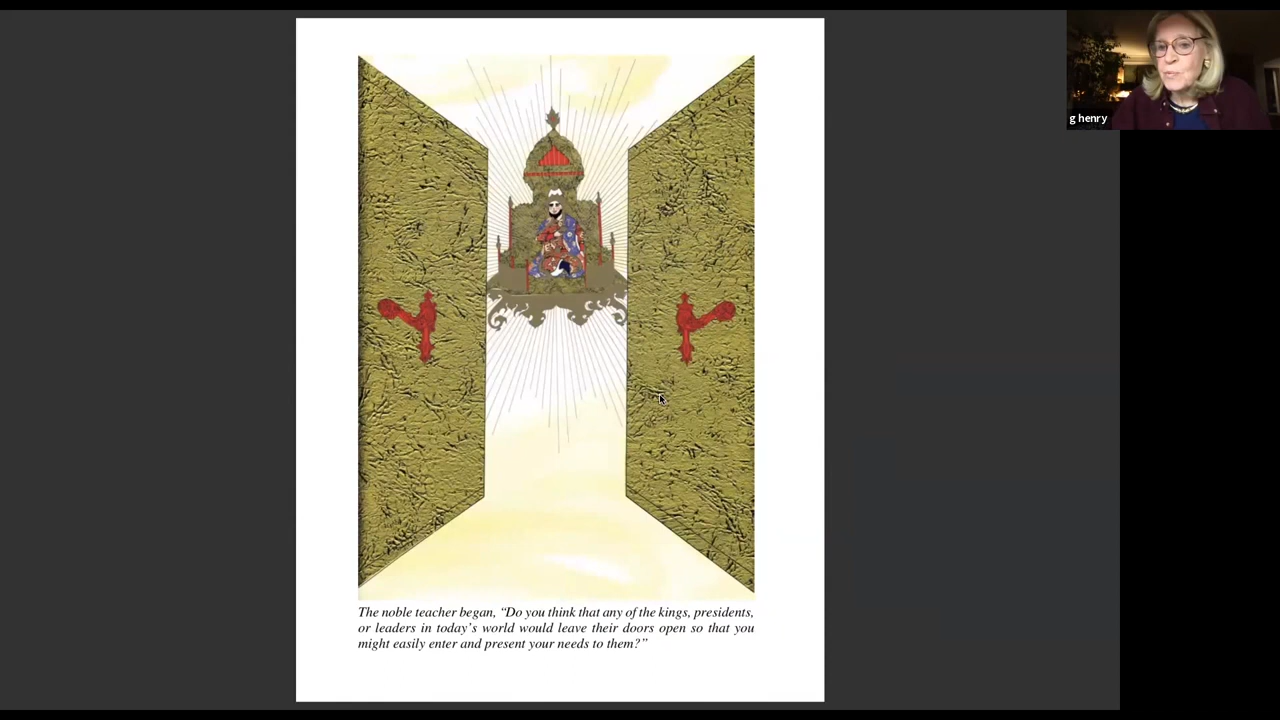 g henry
The noble teacher began, “Do you think that any of the kings, presidents,
or leaders in today’s world would leave their doors open so that you
might easily enter and present your needs to them?”